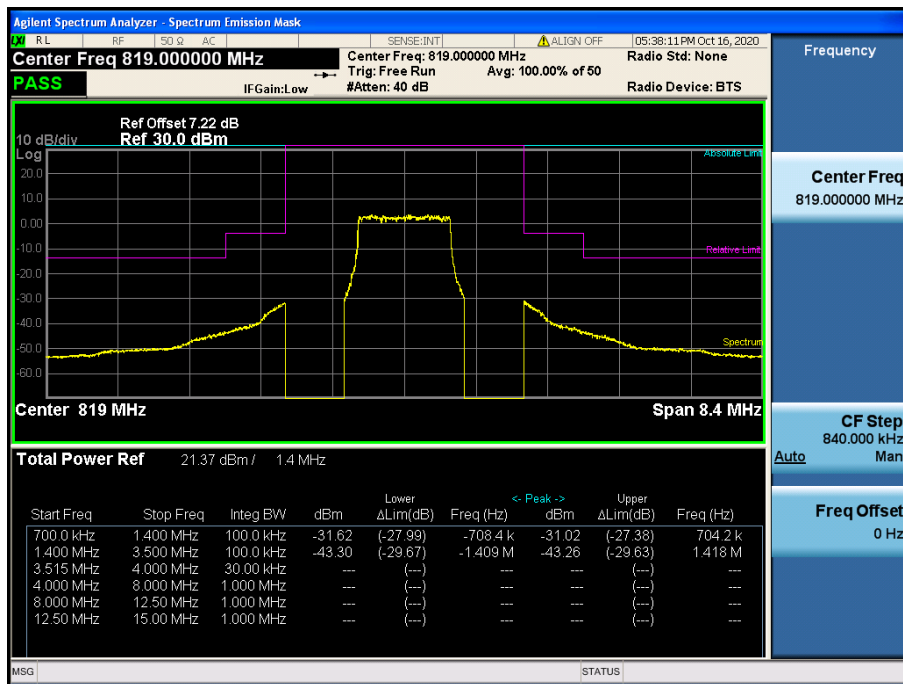 Agilent Spectrum Analyzer - Spectrum Emission Mask
LXI RL RF 50 Ω AC SENSE:INT ALIGN OFF 05:38:11 PM Oct 16, 2020
Center Freq 819.000000 MHz
Center Freq: 819.000000 MHz
Radio Std: None
Trig: Free Run Avg: 100.00% of 50
PASS
IFGain:Low
#Atten: 40 dB
Radio Device: BTS
Ref Offset 7.22 dB
10 dB/div Ref 30.0 dBm
Log
Absolute Limit
20.0
10.0
0.00
-10.0
Relative Limit
-20.0
-30.0
-40.0
-50.0
Spectrum
-60.0
Center 819 MHz Span 8.4 MHz
Total Power Ref 21.37 dBm / 1.4 MHz
Lower <- Peak -> Upper
Start Freq Stop Freq Integ BW dBm ΔLim(dB) Freq (Hz) dBm ΔLim(dB) Freq (Hz)
700.0 kHz 1.400 MHz 100.0 kHz -31.62 (-27.99) -708.4 k -31.02 (-27.38) 704.2 k
1.400 MHz 3.500 MHz 100.0 kHz -43.30 (-29.67) -1.409 M -43.26 (-29.63) 1.418 M
3.515 MHz 4.000 MHz 30.00 kHz --- (---) --- --- (---) ---
4.000 MHz 8.000 MHz 1.000 MHz --- (---) --- --- (---) ---
8.000 MHz 12.50 MHz 1.000 MHz --- (---) --- --- (---) ---
12.50 MHz 15.00 MHz 1.000 MHz --- (---) --- --- (---) ---
MSG STATUS
Frequency
Center Freq
819.000000 MHz
CF Step
840.000 kHz
Auto Man
Freq Offset
0 Hz